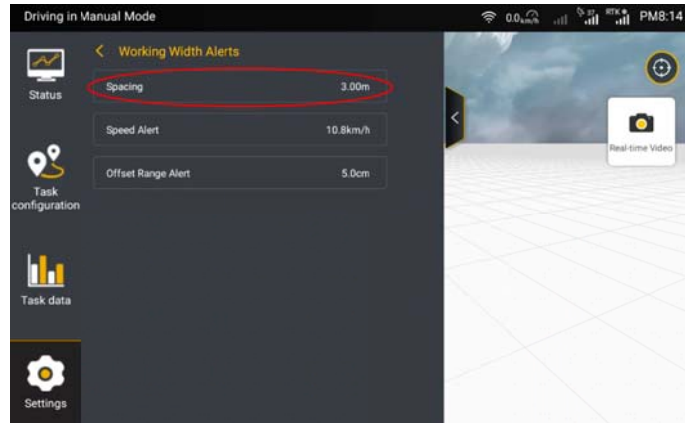 Driving in Manual Mode
0.0km/h
37
RTK
PM8:14
Working Width Alerts
Status
Spacing 3.00m
Speed Alert 10.8km/h
Offset Range Alert 5.0cm
Real-time Video
Task
configuration
Task data
Settings